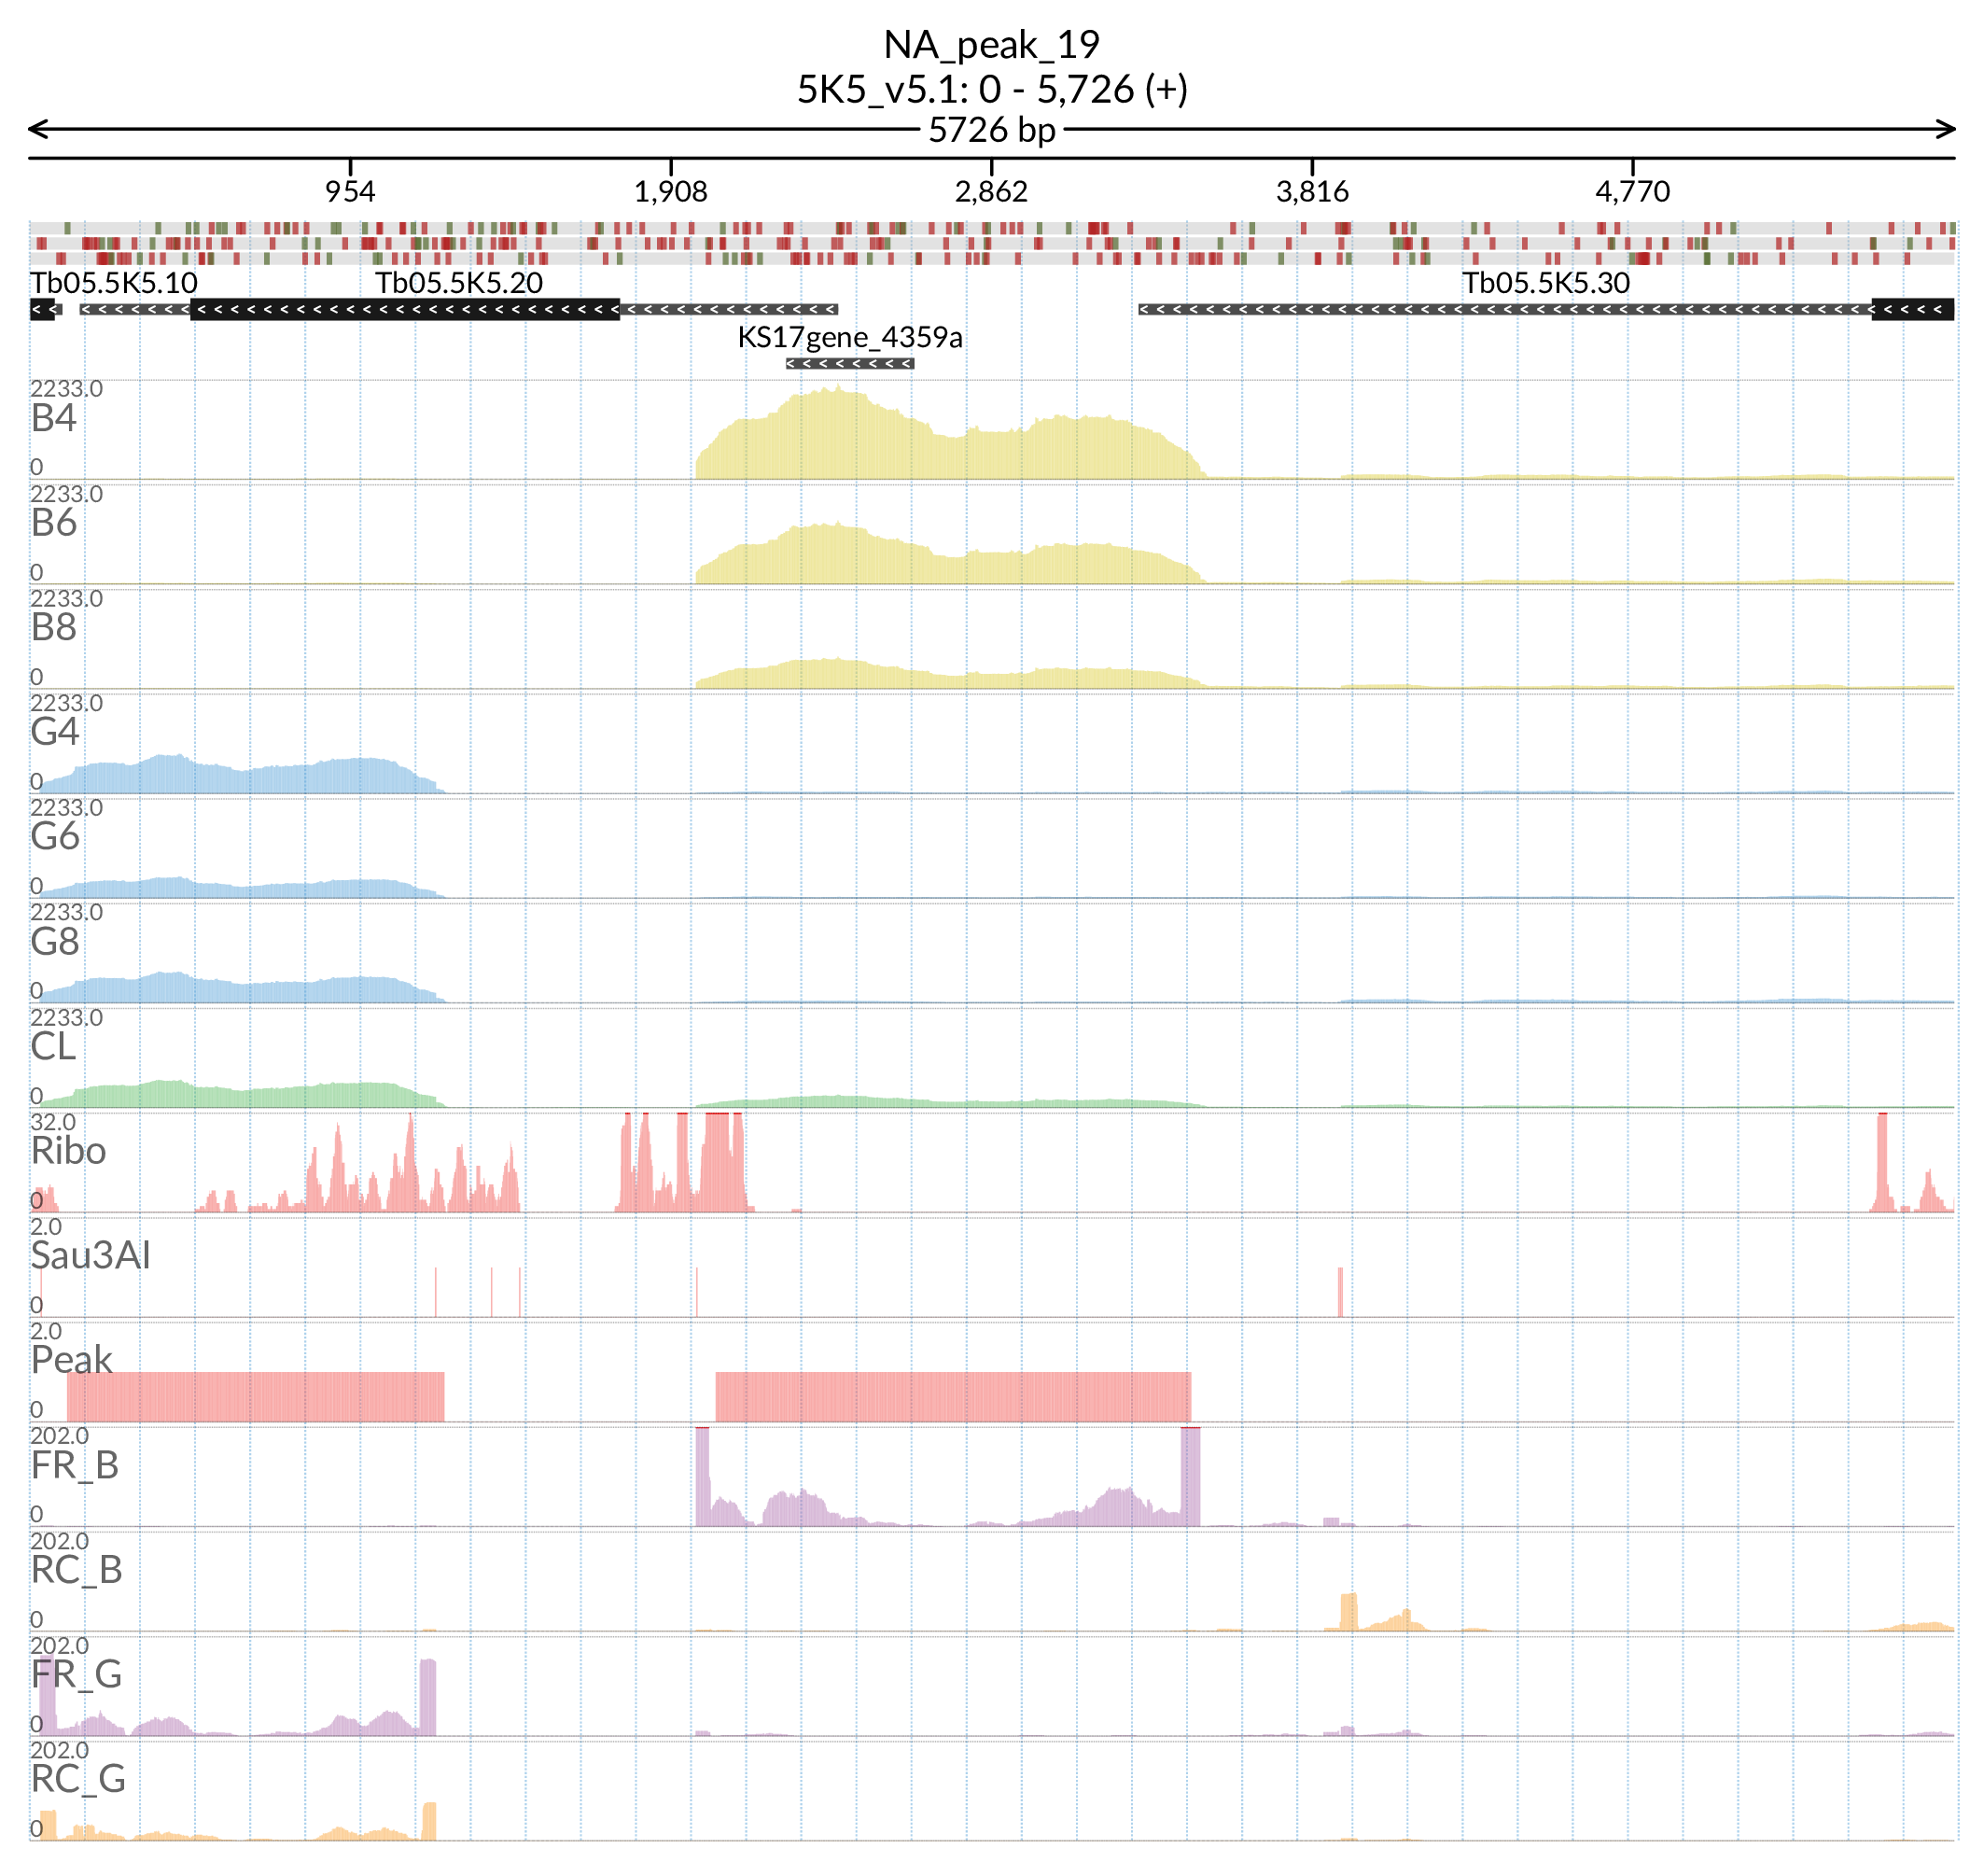 NA_peak_19
5K5_v5.1: 0 - 5,726 (+)
5726 bp
954 1,908 2,862 3,816 4,770
Tb05.5K5.10 Tb05.5K5.20 Tb05.5K5.30
KS17gene_4359a
2233.0
B4
0
2233.0
B6
0
2233.0
B8
0
2233.0
G4
0
2233.0
G6
0
2233.0
G8
0
2233.0
CL
0
32.0
Ribo
0
2.0
Sau3AI
0
2.0
Peak
0
202.0
FR_B
0
202.0
RC_B
0
202.0
FR_G
0
202.0
RC_G
0